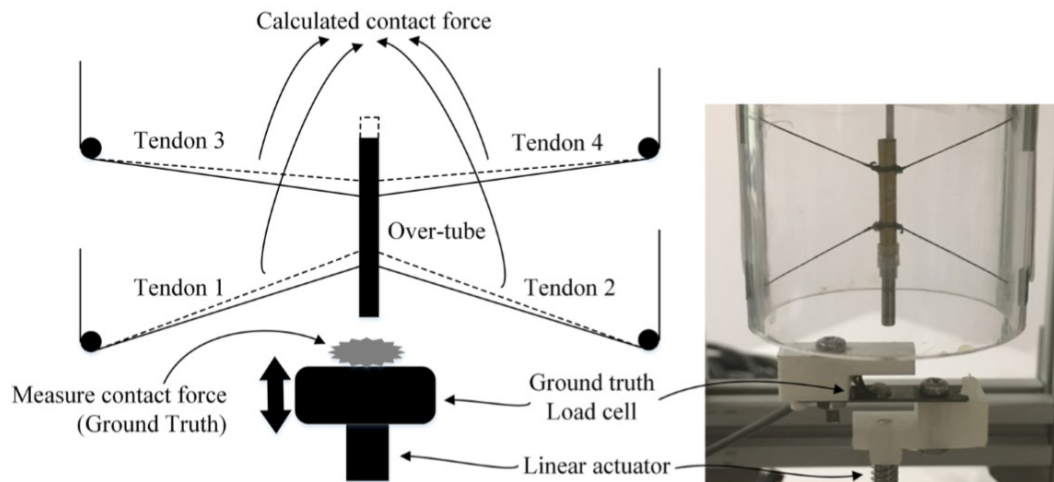 Calculated contact force
Tendon 3
Tendon 4
Over-tube
Tendon 1
Tendon 2
Measure contact force
(Ground Truth)
Ground truth
Load cell
Linear actuator